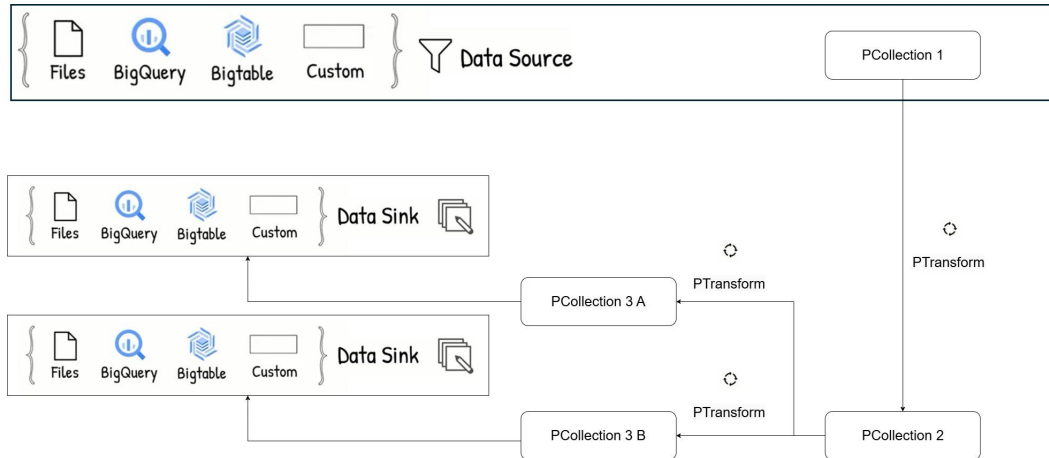 Files BigQuery Bigtable Custom Data Source
PCollection 1
Files BigQuery Bigtable Custom Data Sink
PTransform
PTransform
PCollection 3 A
Files BigQuery Bigtable Custom Data Sink
PTransform
PCollection 3 B
PCollection 2